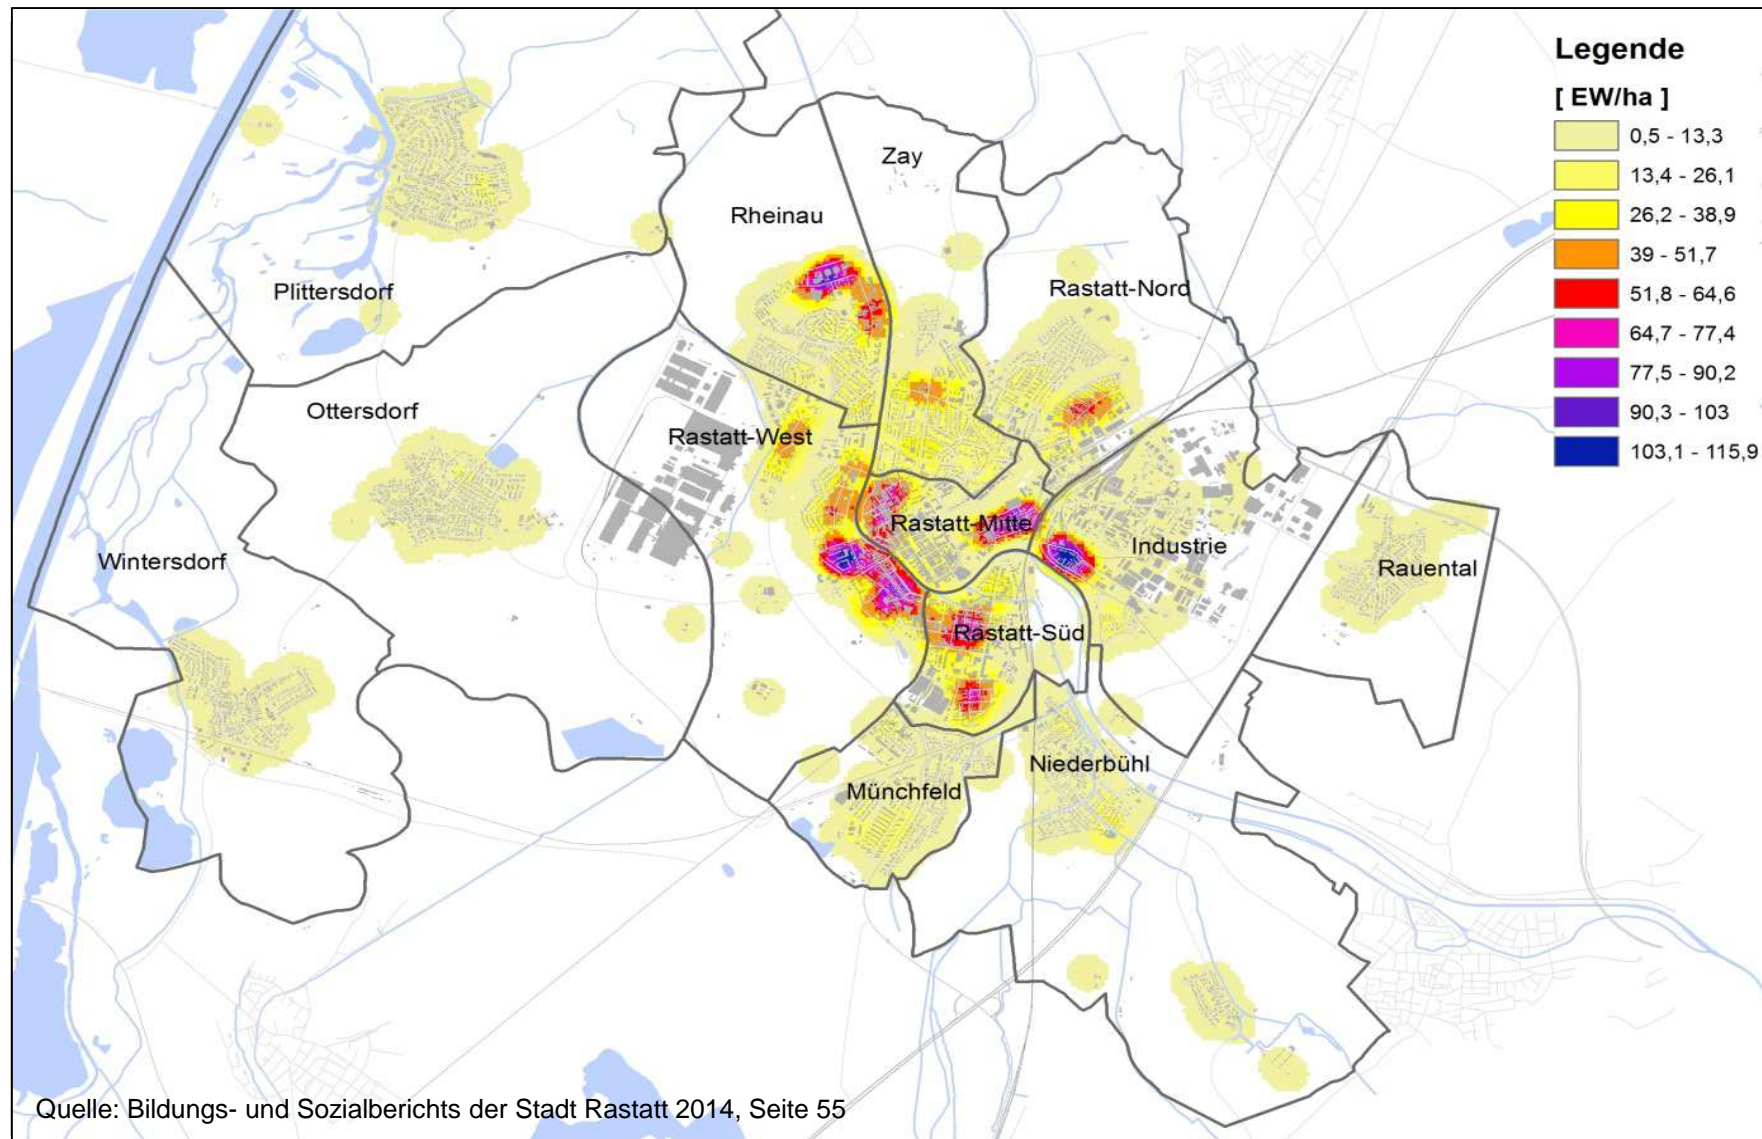 Legende
[ EW/ha ]
0,5 - 13,3
13,4 - 26,1
26,2 - 38,9
39 - 51,7
51,8 - 64,6
64,7 - 77,4
77,5 - 90,2
90,3 - 103
103,1 - 115,9
Zay
Rheinau
Plittersdorf
Rastatt-Nord
Ottersdorf
Rastatt-West
Rastatt-Mitte
Industrie
Wintersdorf
Rauental
Rastatt-Süd
Niederbühl
Münchfeld
Quelle: Bildungs- und Sozialberichts der Stadt Rastatt 2014, Seite 55